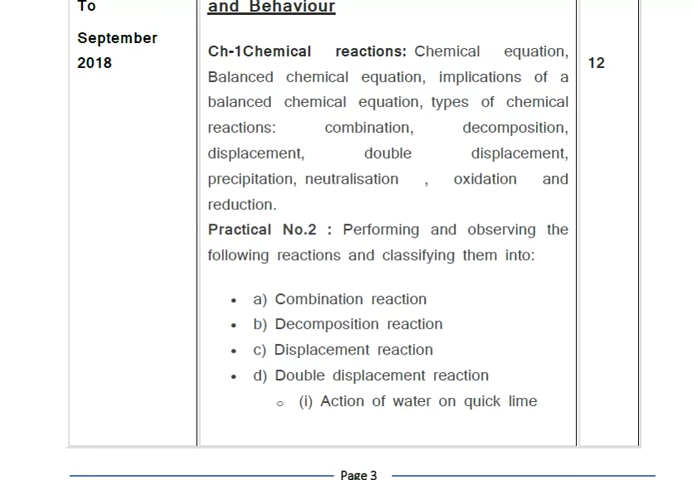 To
September
2018
and Behaviour
Ch-1Chemical reactions: Chemical equation,
Balanced chemical equation, implications of a
balanced chemical equation, types of chemical
reactions: combination, decomposition,
displacement, double displacement,
precipitation, neutralisation , oxidation and
reduction.
Practical No.2 : Performing and observing the
following reactions and classifying them into:
• a) Combination reaction
• b) Decomposition reaction
• c) Displacement reaction
• d) Double displacement reaction
○ (i) Action of water on quick lime
12
Page 3